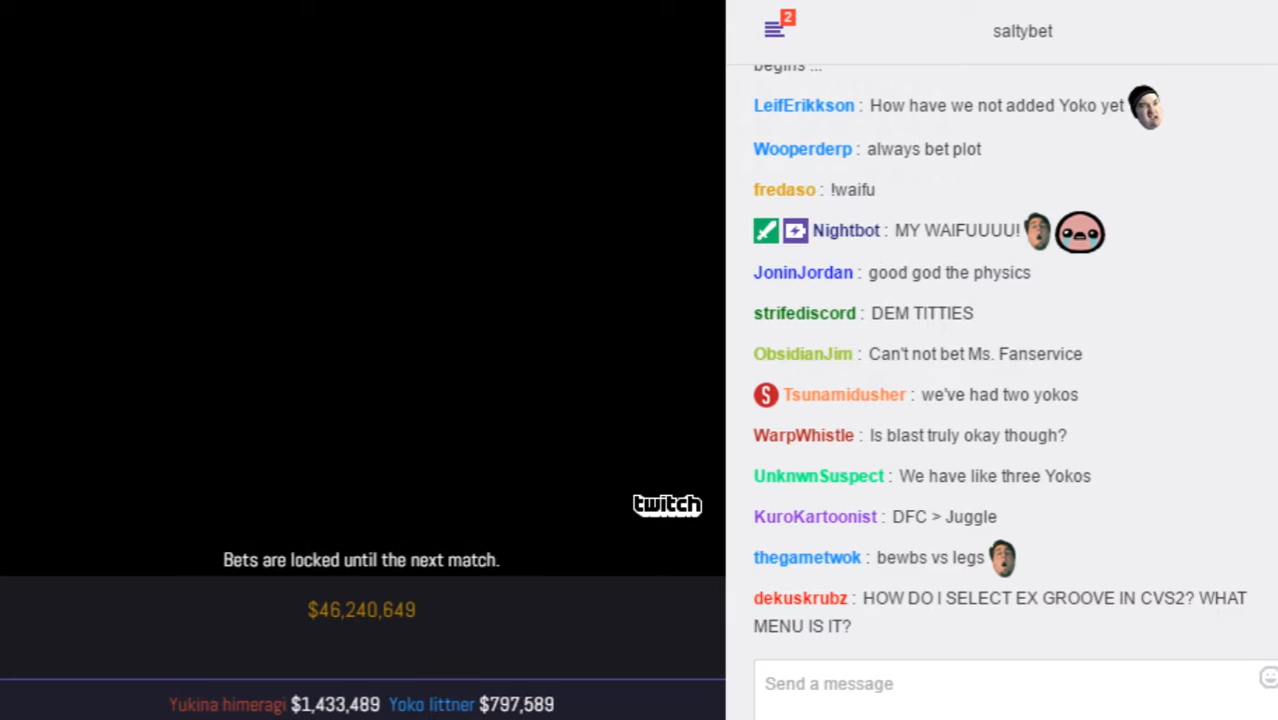 twitch
Bets are locked until the next match.
$46,240,649
Yukina himeragi $1,433,489 Yoko littner $797,589
2
saltybet
begins ...
LeifErikkson : How have we not added Yoko yet
Wooperderp : always bet plot
fredaso : !waifu
Nightbot : MY WAIFUUUU!
JoninJordan : good god the physics
strifediscord : DEM TITTIES
ObsidianJim : Can't not bet Ms. Fanservice
S Tsunamidusher : we've had two yokos
WarpWhistle : Is blast truly okay though?
UnknwnSuspect : We have like three Yokos
KuroKartoonist : DFC > Juggle
thegametwok : bewbs vs legs
dekuskrubz : HOW DO I SELECT EX GROOVE IN CVS2? WHAT
MENU IS IT?
Send a message